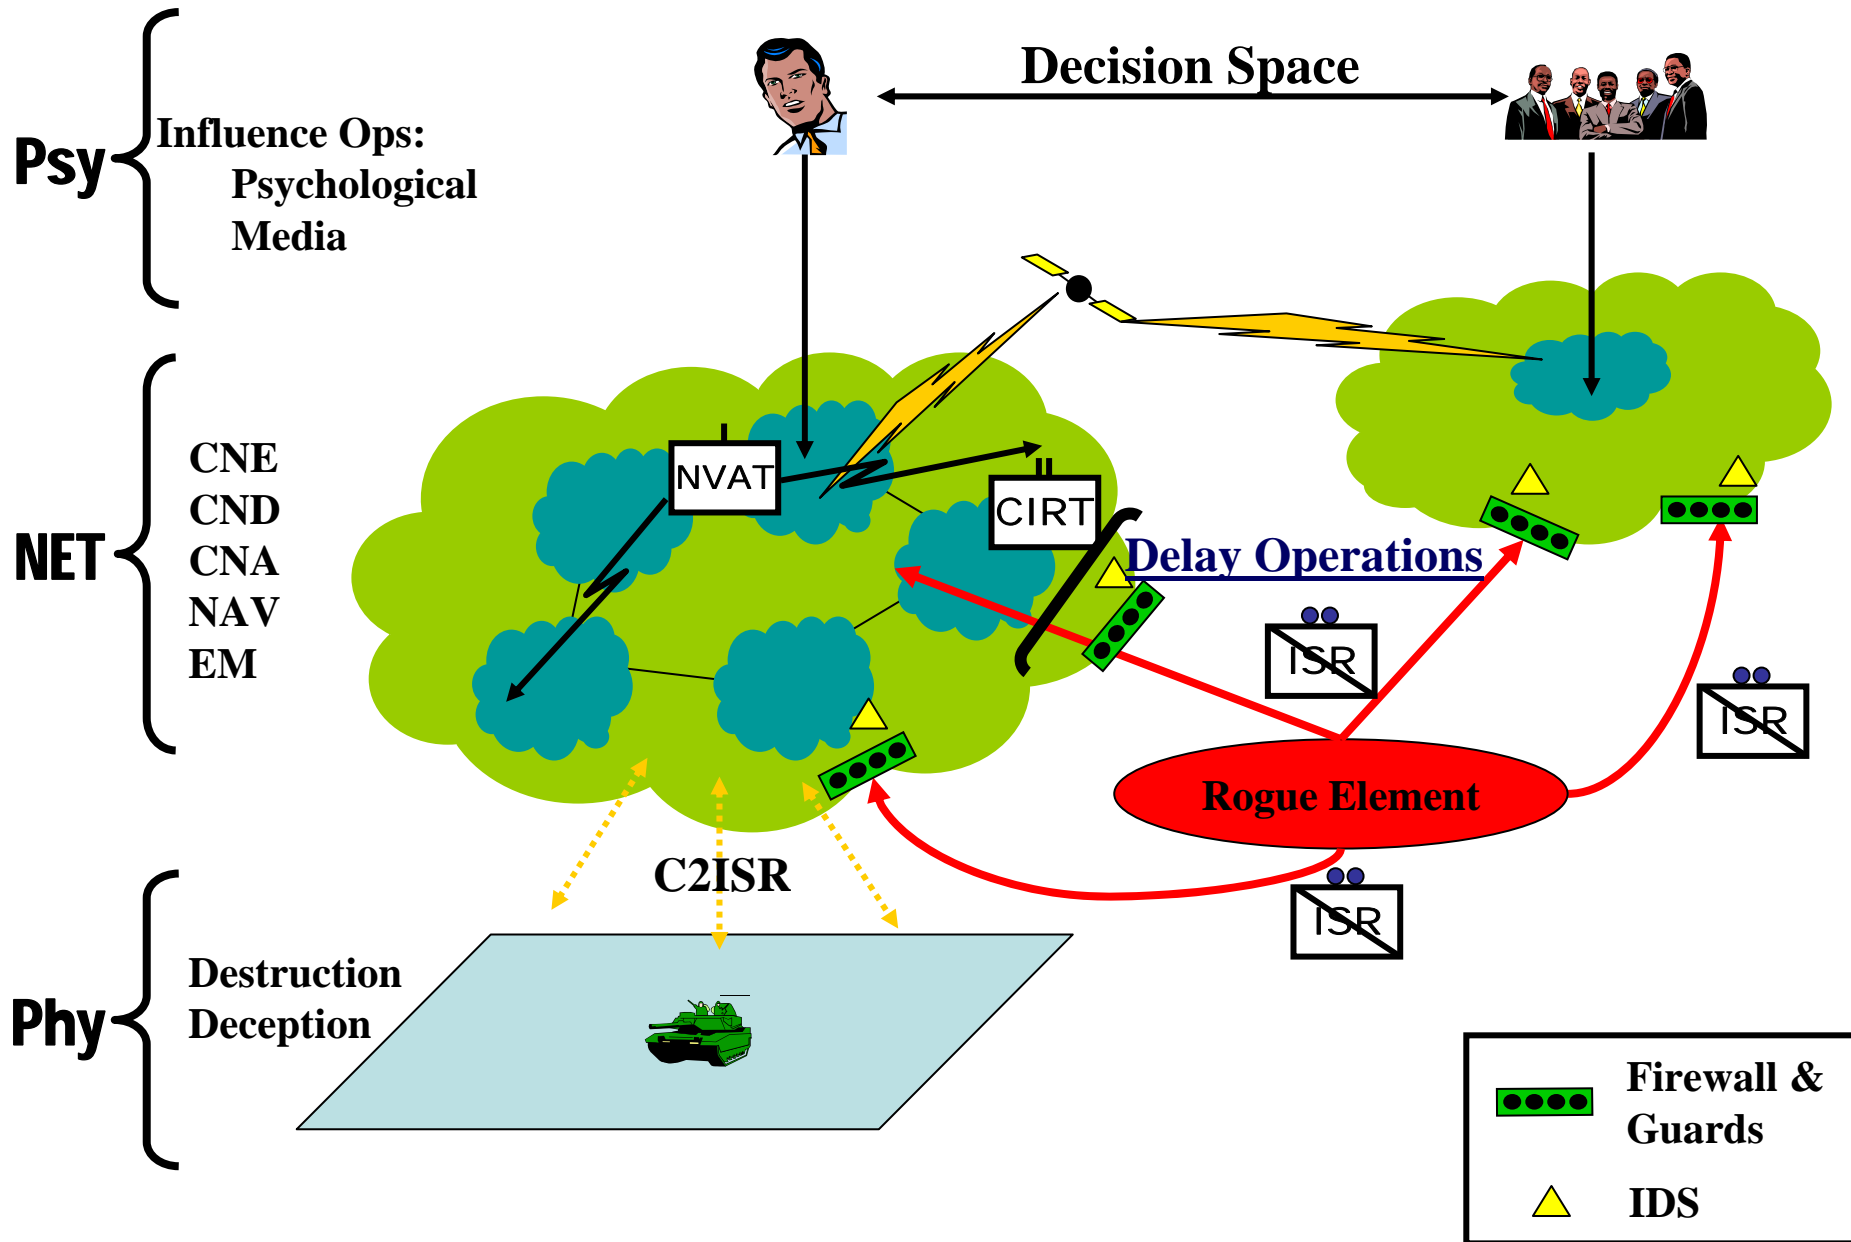 Decision Space
Psy
Influence Ops:
Psychological
Media
NET
CNE
CND
CNA
NAV
EM
NVAT
CIRT
Delay Operations
ISR
ISR
Rogue Element
ISR
C2ISR
Phy
Destruction
Deception
Firewall &
Guards
IDS